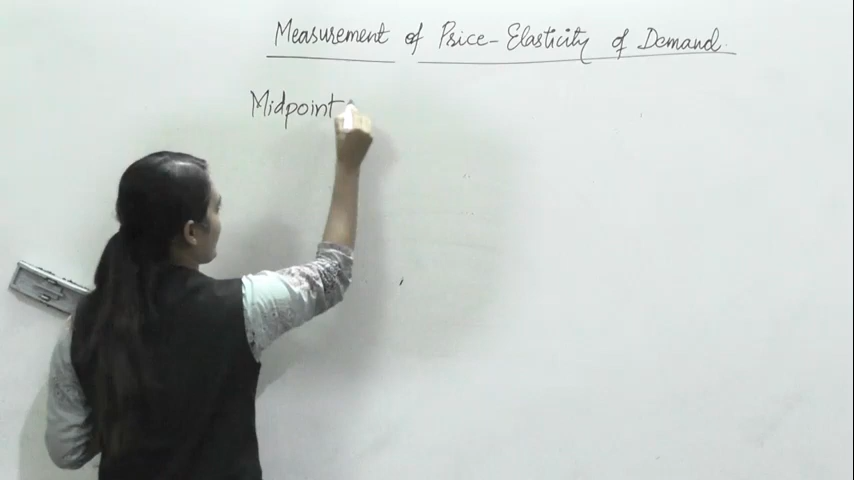 Measurement of Price-Elasticity of Demand.
Midpoint